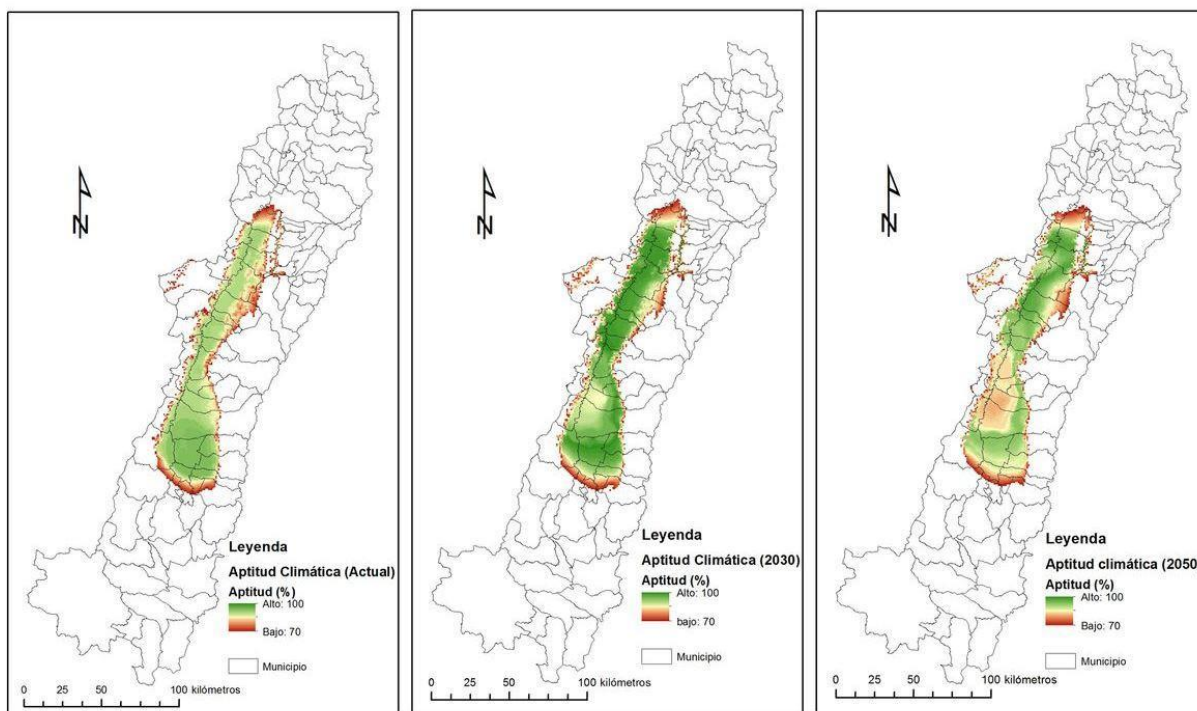 N
Leyenda
Aptitud Climática (Actual)
Aptitud (%)
Alto: 100
Bajo: 70
Municipio
0 25 50 100 kilómetros
N
Leyenda
Aptitud Climática (2030)
Aptitud (%)
Alto: 100
bajo: 70
Municipio
0 25 50 100 kilómetros
N
Leyenda
Aptitud climática (2050
Aptitud (%)
Alto: 100
Bajo: 70
Municipio
0 25 50 100 kilómetros